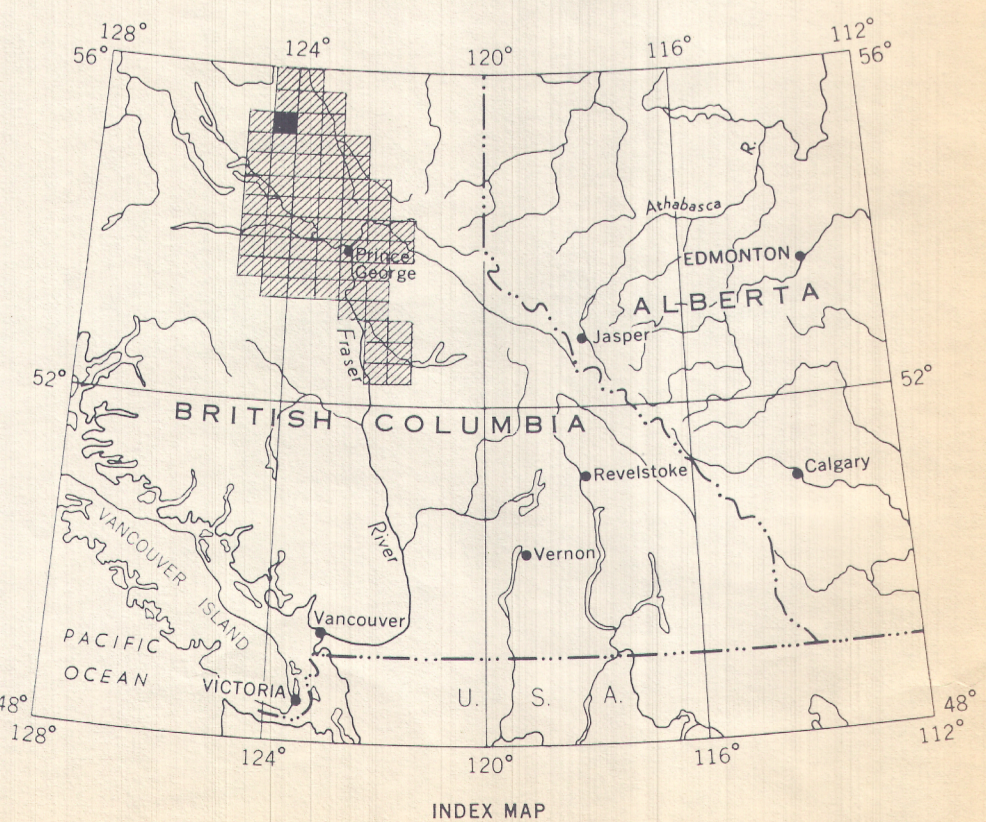 128°
124°
120°
116°
112°
56°
56°
R.
Athabasca
Prince
George
EDMONTON
ALBERTA
Jasper
Fraser
52°
52°
BRITISH COLUMBIA
Revelstoke
Calgary
VANCOUVER ISLAND
River
Vernon
Vancouver
PACIFIC
OCEAN
VICTORIA
U. S. A.
48°
48°
128°
124°
120°
116°
112°
INDEX MAP